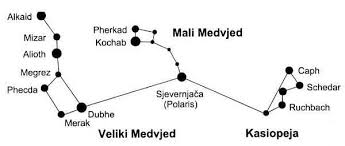 Alkaid
Mizar
Alioth
Megrez
Phecda
Merak
Dubhe
Veliki Medvjed
Pherkad
Kochab
Mali Medvjed
Sjevernjača
(Polaris)
Caph
Schedar
Ruchbach
Kasiopeja